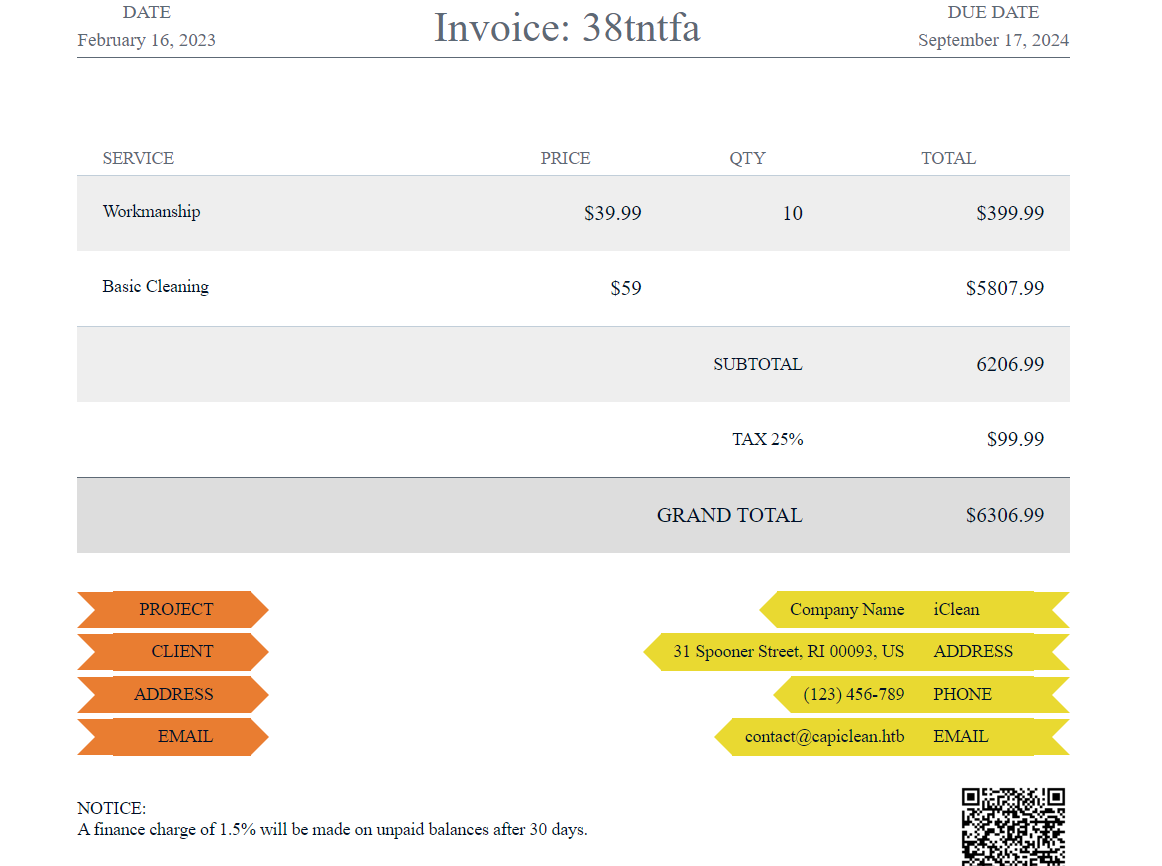 DATE
February 16, 2023
Invoice: 38tntfa
DUE DATE
September 17, 2024
SERVICE PRICE QTY TOTAL
Workmanship $39.99 10 $399.99
Basic Cleaning $59 $5807.99
SUBTOTAL 6206.99
TAX 25% $99.99
GRAND TOTAL $6306.99
PROJECT
CLIENT
ADDRESS
EMAIL
Company Name iClean
31 Spooner Street, RI 00093, US ADDRESS
(123) 456-789 PHONE
contact@capiclean.htb EMAIL
NOTICE:
A finance charge of 1.5% will be made on unpaid balances after 30 days.